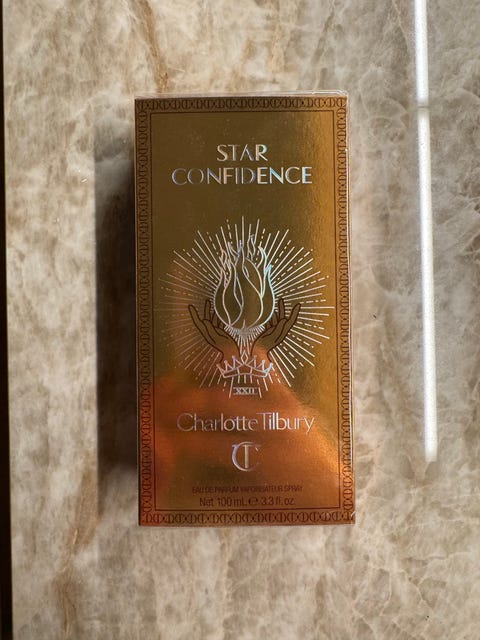 STAR
CONFIDENCE
XXII
Charlotte Tilbury
CT
EAU DE PARFUM VAPORISATEUR SPRAY
Net 100 mL ℮ 3.3 fl. oz.